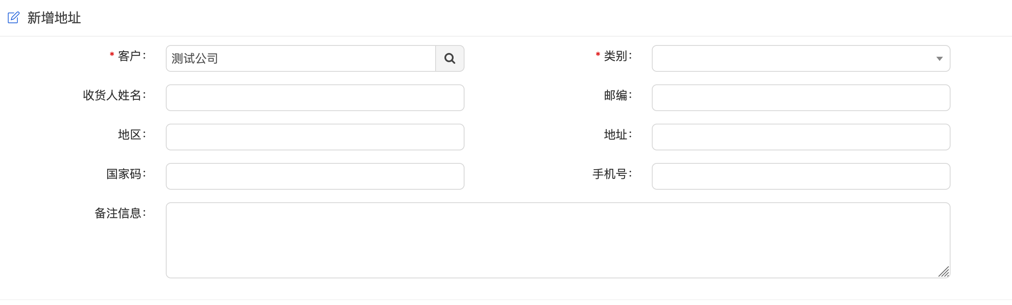 新增地址
* 客户： 测试公司 * 类别：
收货人姓名： 邮编：
地区： 地址：
国家码： 手机号：
备注信息：